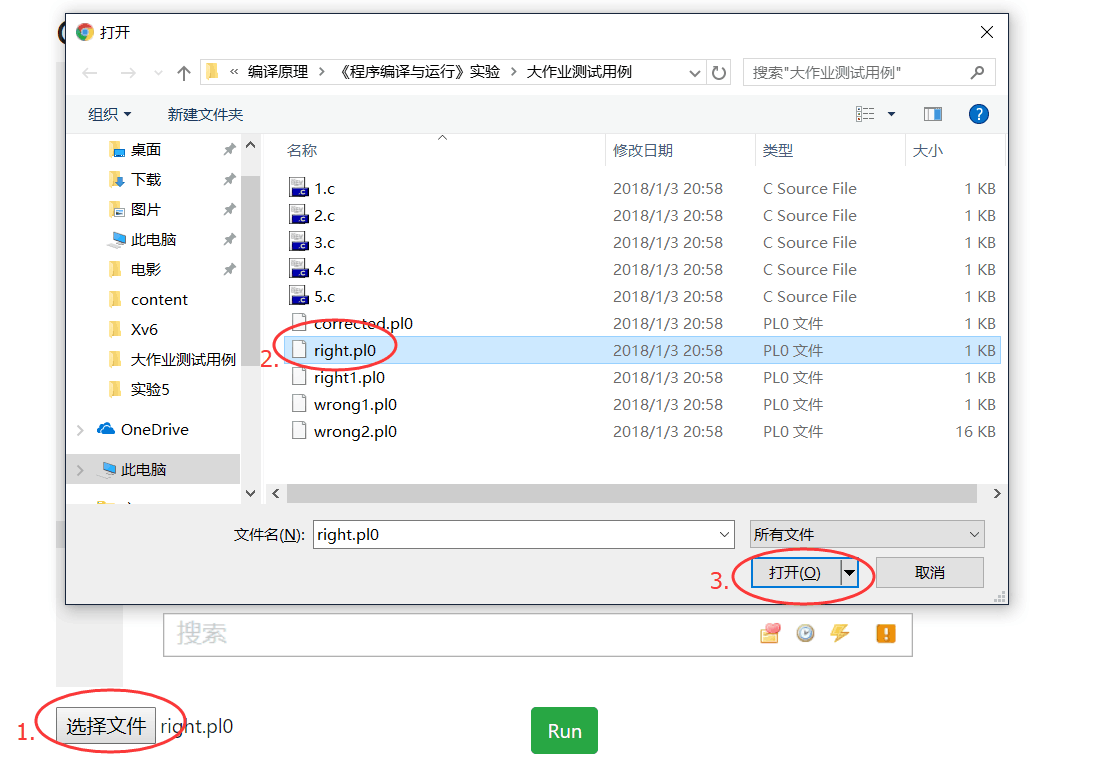 打开
« 编译原理 › 《程序编译与运行》实验 › 大作业测试用例
搜索"大作业测试用例"
组织
新建文件夹
?
名称 修改日期 类型 大小
桌面
下载
图片
此电脑
电影
content
Xv6
大作业测试用例
实验5
OneDrive
此电脑
1.c 2018/1/3 20:58 C Source File 1 KB
2.c 2018/1/3 20:58 C Source File 1 KB
3.c 2018/1/3 20:58 C Source File 1 KB
4.c 2018/1/3 20:58 C Source File 1 KB
5.c 2018/1/3 20:58 C Source File 1 KB
corrected.pl0 2018/1/3 20:58 PL0 文件 1 KB
2. right.pl0 2018/1/3 20:58 PL0 文件 1 KB
right1.pl0 2018/1/3 20:58 PL0 文件 1 KB
wrong1.pl0 2018/1/3 20:58 PL0 文件 1 KB
wrong2.pl0 2018/1/3 20:58 PL0 文件 16 KB
文件名(N): right.pl0 所有文件
3. 打开(O) 取消
搜索
1. 选择文件 right.pl0 Run